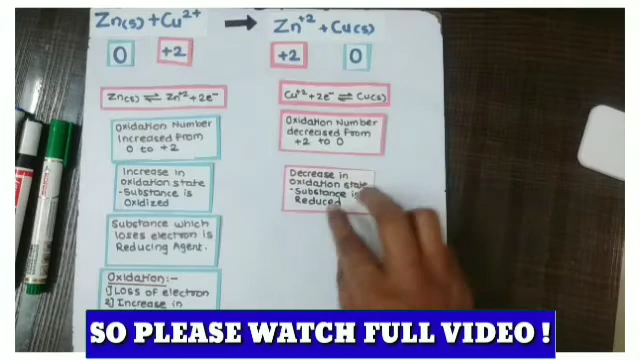 Zn(s) + Cu²⁺ → Zn⁺² + Cu(s)
0 +2 +2 0
Zn(s) ⇌ Zn⁺² + 2e⁻
Oxidation Number
increased from
0 to +2
Increase in
oxidation state
-Substance is
Oxidized
Substance which
loses electron is
Reducing Agent.
Oxidation:-
1] Loss of electron
2] Increase in
Cu⁺² + 2e⁻ ⇌ Cu(s)
Oxidation Number
decreased from
+2 to 0
Decrease in
oxidation state
-Substance is
Reduced
SO PLEASE WATCH FULL VIDEO !